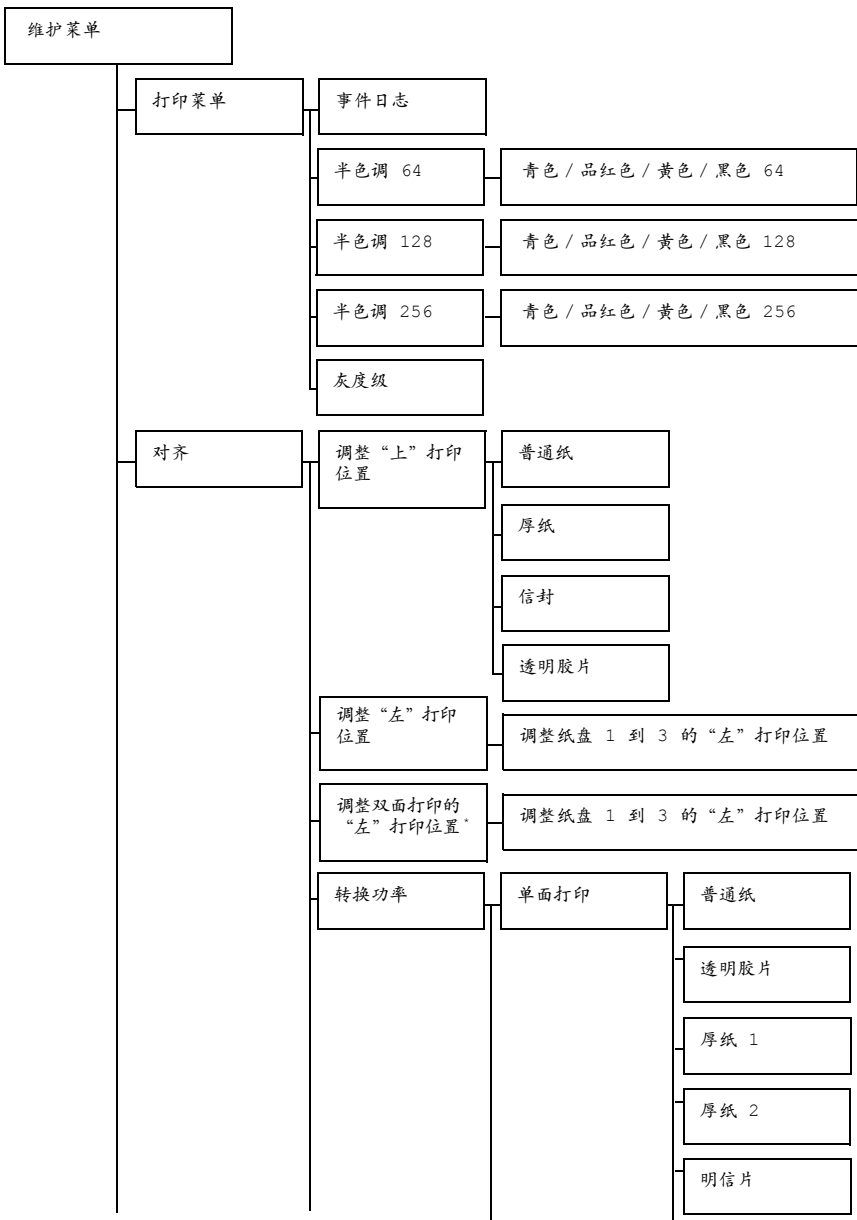 维护菜单
打印菜单
事件日志
半色调 64
青色 / 品红色 / 黄色 / 黑色 64
半色调 128
青色 / 品红色 / 黄色 / 黑色 128
半色调 256
青色 / 品红色 / 黄色 / 黑色 256
灰度级
对齐
调整“上”打印
位置
普通纸
厚纸
信封
透明胶片
调整“左”打印
位置
调整纸盘 1 到 3 的“左”打印位置
调整双面打印的
“左”打印位置*
调整纸盘 1 到 3 的“左”打印位置
转换功率
单面打印
普通纸
透明胶片
厚纸 1
厚纸 2
明信片